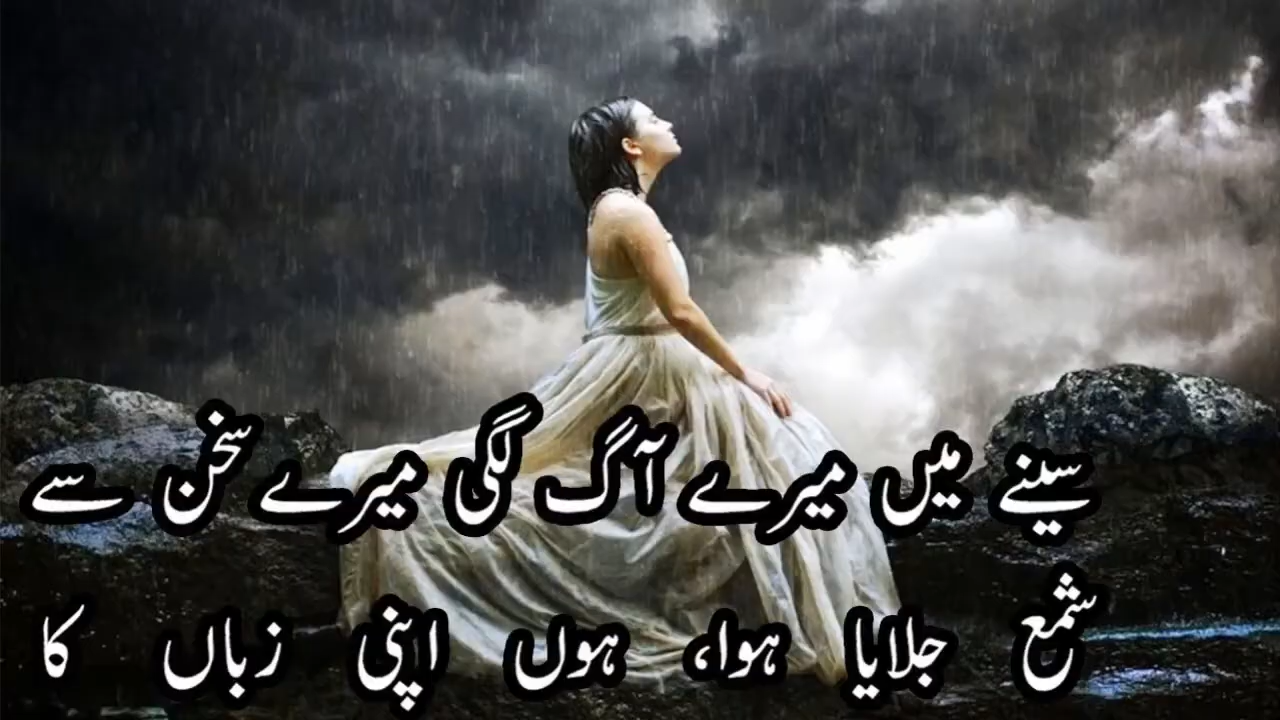 سینے میں میرے آگ لگی میرے سخن سے
شمع جلایا ہوا، ہوں اپنی زباں کا